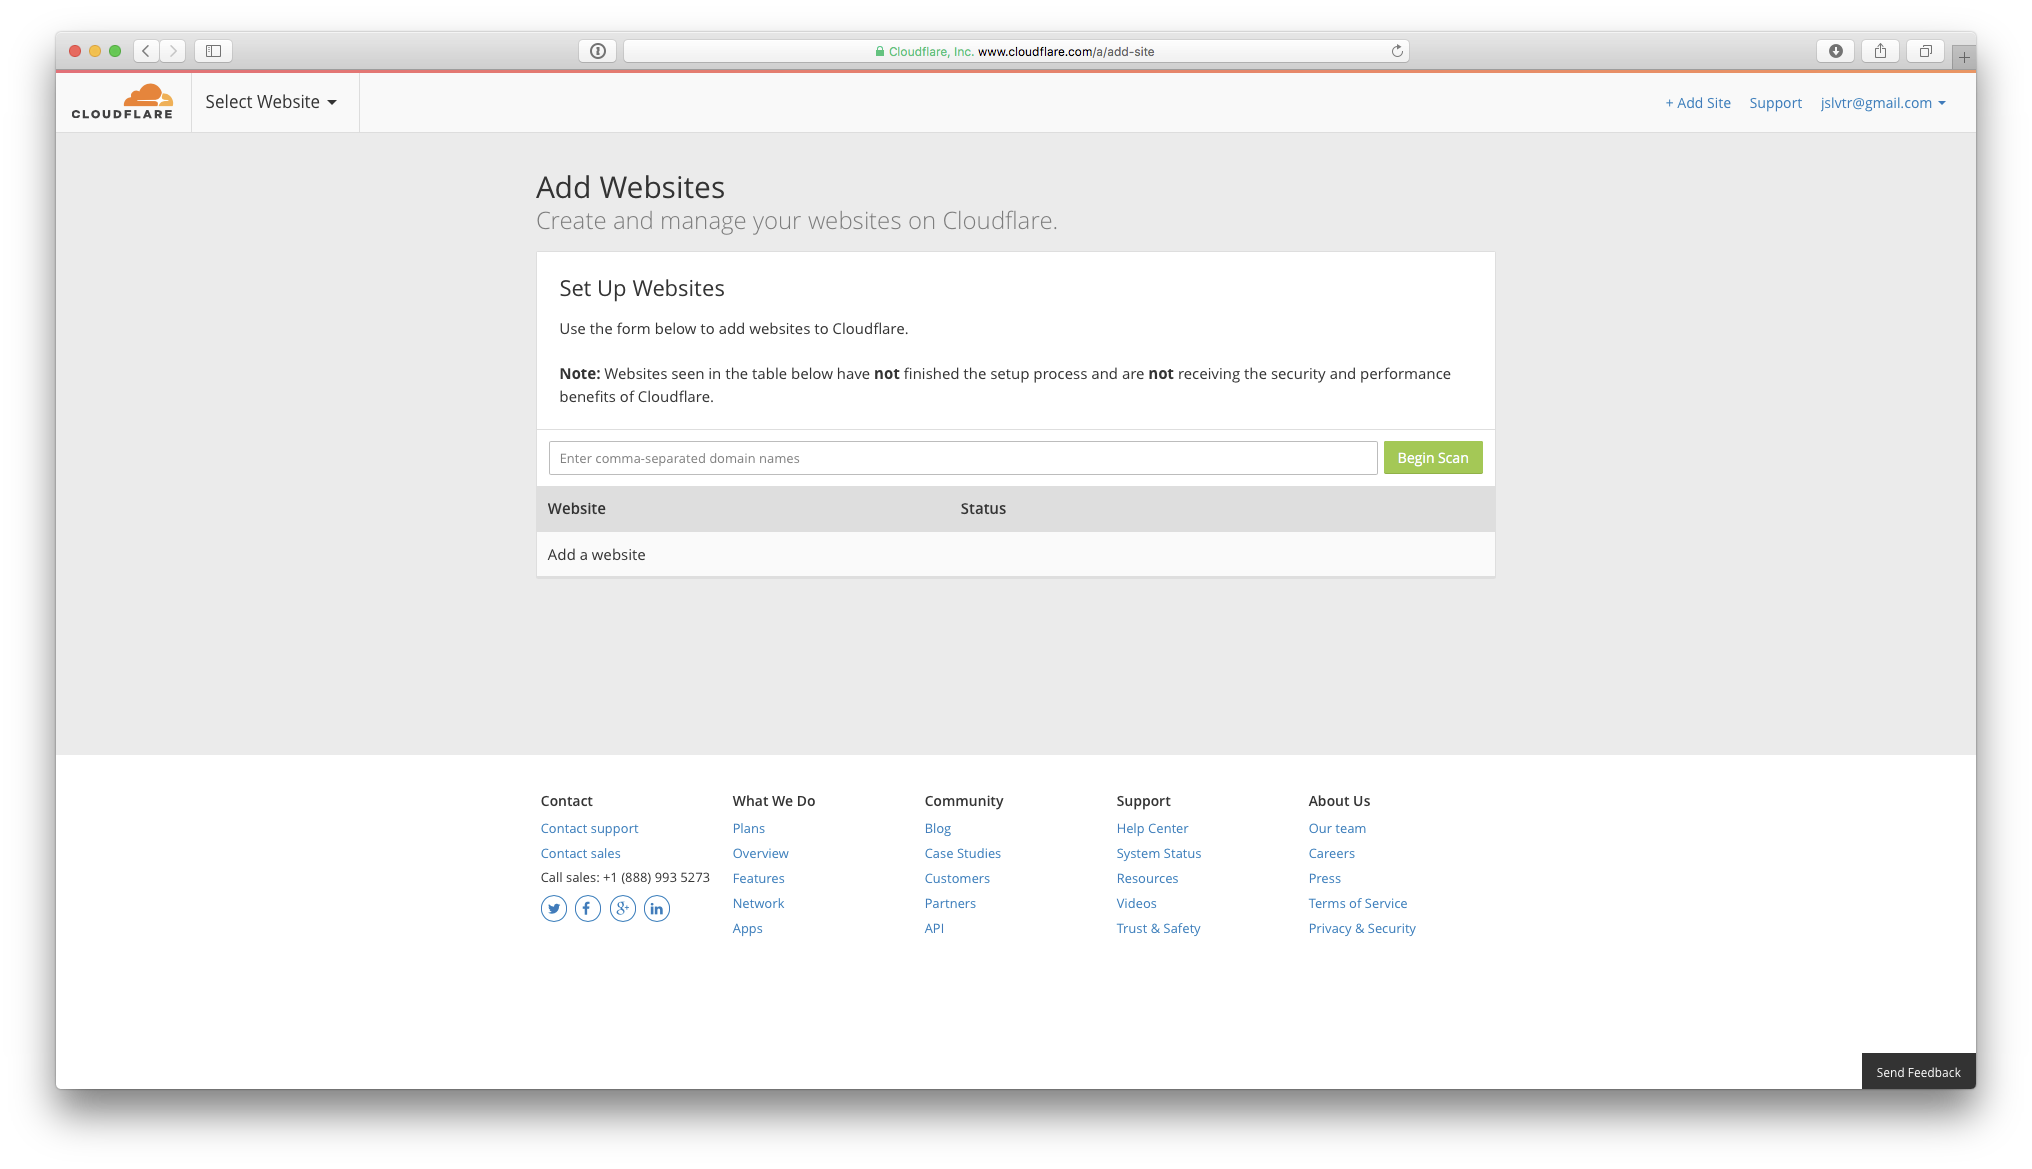 Cloudflare, Inc. www.cloudflare.com/a/add-site
CLOUDFLARE
Select Website
+ Add Site
Support
jslvtr@gmail.com
Add Websites
Create and manage your websites on Cloudflare.
Set Up Websites
Use the form below to add websites to Cloudflare.
Note: Websites seen in the table below have not finished the setup process and are not receiving the security and performance
benefits of Cloudflare.
Enter comma-separated domain names
Begin Scan
Website
Status
Add a website
Contact
Contact support
Contact sales
Call sales: +1 (888) 993 5273
What We Do
Plans
Overview
Features
Network
Apps
Community
Blog
Case Studies
Customers
Partners
API
Support
Help Center
System Status
Resources
Videos
Trust & Safety
About Us
Our team
Careers
Press
Terms of Service
Privacy & Security
Send Feedback